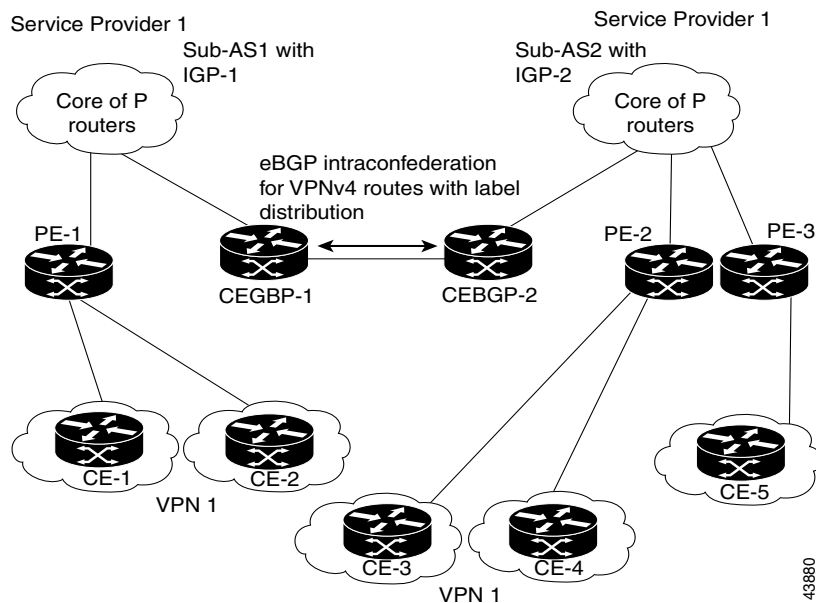 Service Provider 1
Service Provider 1
Sub-AS1 with
IGP-1
Sub-AS2 with
IGP-2
Core of P
routers
Core of P
routers
eBGP intraconfederation
for VPNv4 routes with label
distribution
PE-1
PE-2
PE-3
CEGBP-1
CEBGP-2
CE-1
CE-2
CE-5
VPN 1
CE-3
CE-4
VPN 1
43880